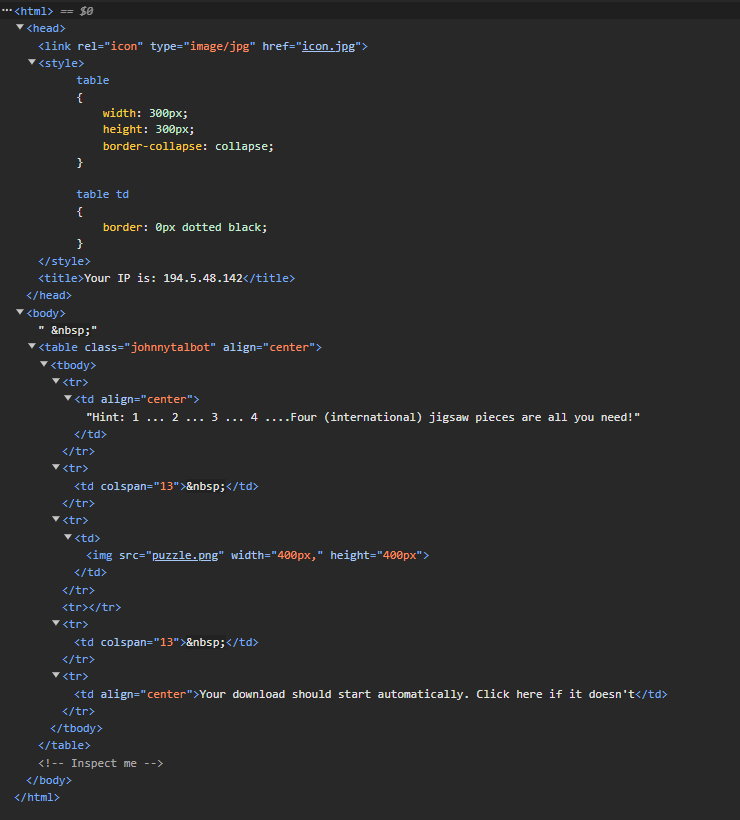 ··· <html> == $0
▼<head>
<link rel="icon" type="image/jpg" href="icon.jpg">
▼<style>
table
{
width: 300px;
height: 300px;
border-collapse: collapse;
}
table td
{
border: 0px dotted black;
}
</style>
<title>Your IP is: 194.5.48.142</title>
</head>
▼<body>
" &nbsp;"
▼<table class="johnnytalbot" align="center">
▼<tbody>
▼<tr>
▼<td align="center">
"Hint: 1 ... 2 ... 3 ... 4 ....Four (international) jigsaw pieces are all you need!"
</td>
</tr>
▼<tr>
<td colspan="13">&nbsp;</td>
</tr>
▼<tr>
▼<td>
<img src="puzzle.png" width="400px," height="400px">
</td>
</tr>
<tr></tr>
▼<tr>
<td colspan="13">&nbsp;</td>
</tr>
▼<tr>
<td align="center">Your download should start automatically. Click here if it doesn't</td>
</tr>
</tbody>
</table>
<!-- Inspect me -->
</body>
</html>